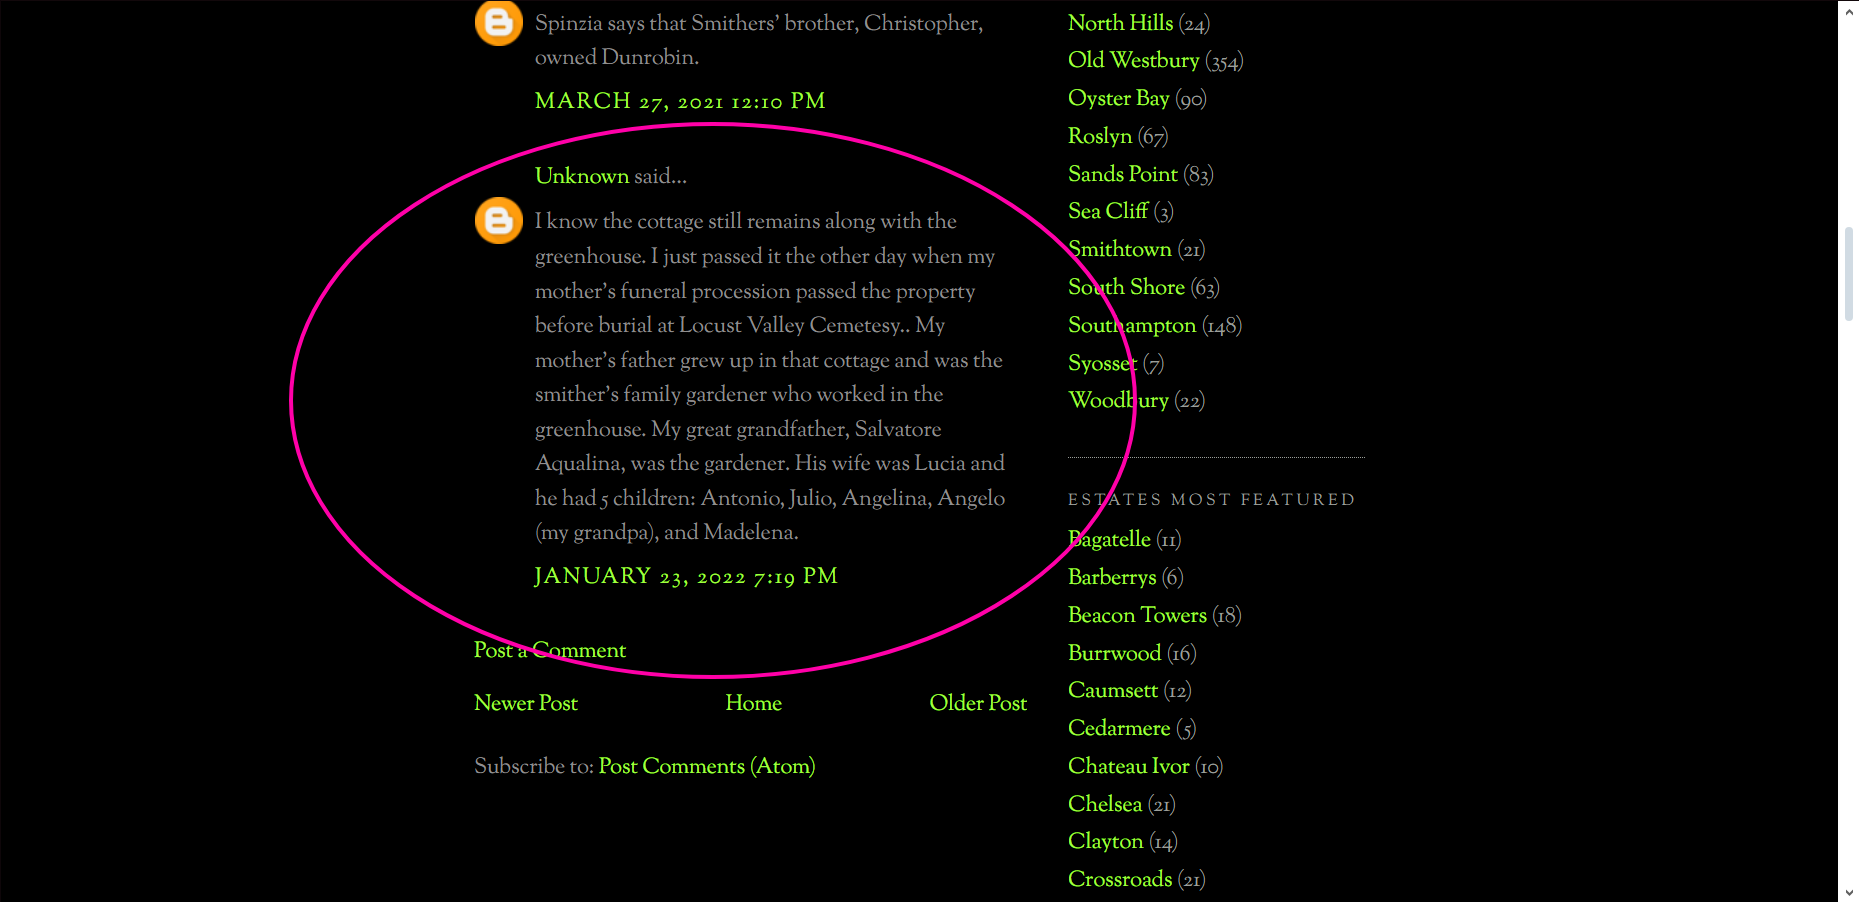 Spinzia says that Smithers' brother, Christopher,
owned Dunrobin.
MARCH 27, 2021 12:10 PM
Unknown said...
I know the cottage still remains along with the
greenhouse. I just passed it the other day when my
mother's funeral procession passed the property
before burial at Locust Valley Cemetesy.. My
mother's father grew up in that cottage and was the
smither's family gardener who worked in the
greenhouse. My great grandfather, Salvatore
Aqualina, was the gardener. His wife was Lucia and
he had 5 children: Antonio, Julio, Angelina, Angelo
(my grandpa), and Madelena.
JANUARY 23, 2022 7:19 PM
Post a Comment
Newer Post Home Older Post
Subscribe to: Post Comments (Atom)
North Hills (24)
Old Westbury (354)
Oyster Bay (90)
Roslyn (67)
Sands Point (83)
Sea Cliff (3)
Smithtown (21)
South Shore (63)
Southampton (148)
Syosset (7)
Woodbury (22)
ESTATES MOST FEATURED
Bagatelle (11)
Barberrys (6)
Beacon Towers (18)
Burrwood (16)
Caumsett (12)
Cedarmere (5)
Chateau Ivor (10)
Chelsea (21)
Clayton (14)
Crossroads (21)